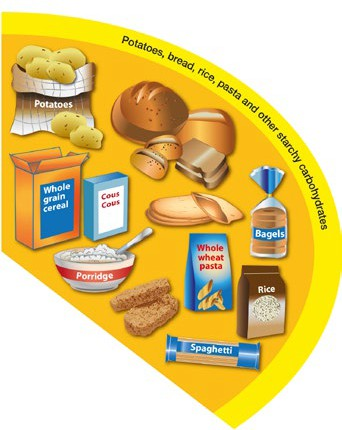 Potatoes, bread, rice, pasta and other starchy carbohydrates
Potatoes
Whole
grain
cereal
Cous
Cous
Bagels
Whole
wheat
pasta
Porridge
Rice
Spaghetti